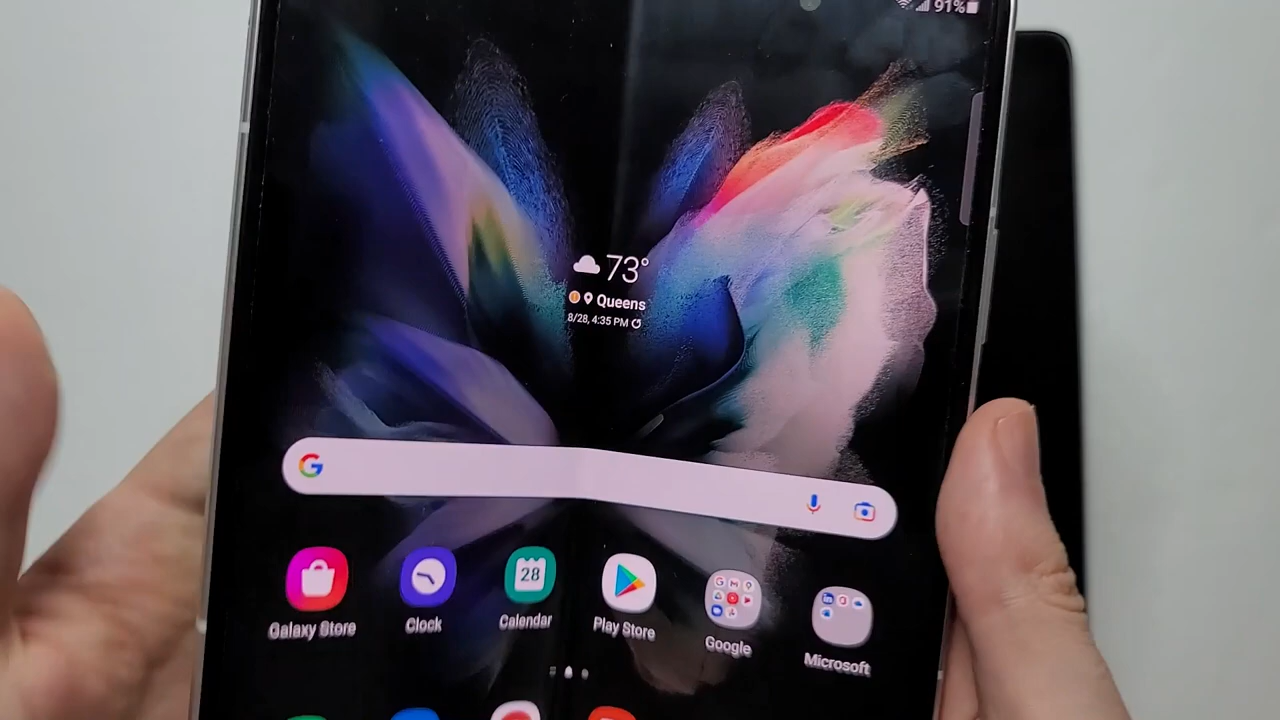 91%
73°
Queens
8/28, 4:35 PM
G
28
Galaxy Store
Clock
Calendar
Play Store
Google
Microsoft